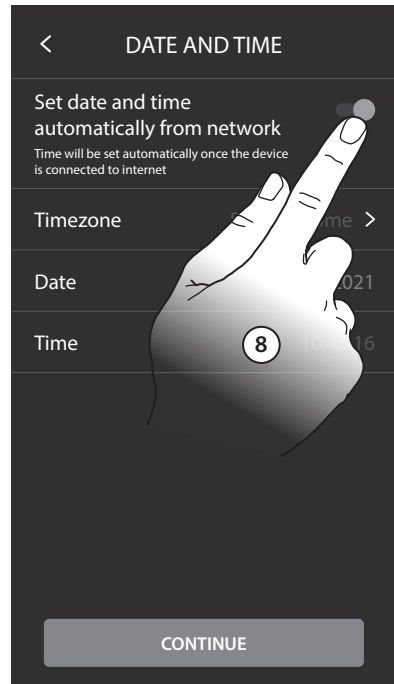 DATE AND TIME
Set date and time
automatically from network
Time will be set automatically once the device
is connected to internet
Timezone
Date
Time
8
CONTINUE